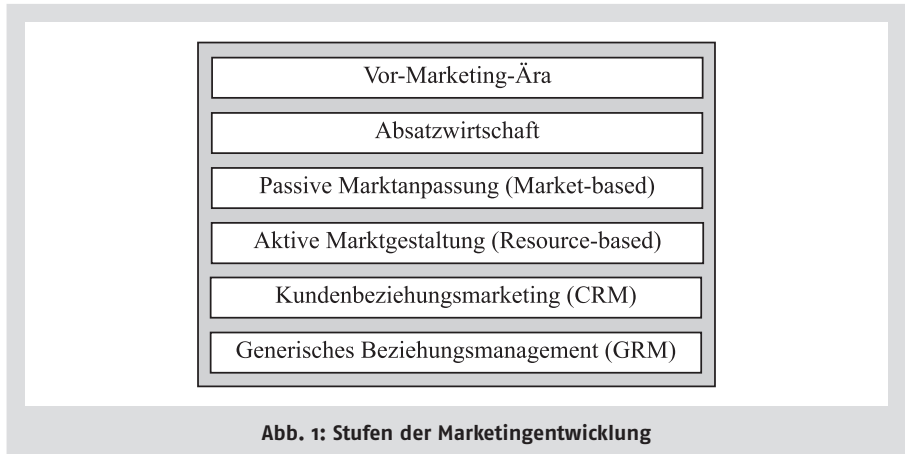 Vor-Marketing-Ära
Absatzwirtschaft
Passive Marktanpassung (Market-based)
Aktive Marktgestaltung (Resource-based)
Kundenbeziehungsmarketing (CRM)
Generisches Beziehungsmanagement (GRM)
Abb. 1: Stufen der Marketingentwicklung